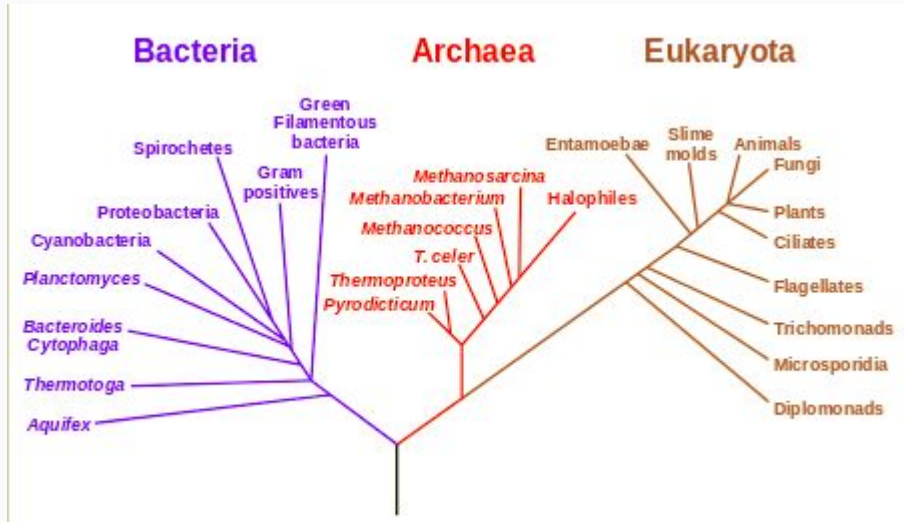 Bacteria
Archaea
Eukaryota
Green
Filamentous
bacteria
Spirochetes
Gram
positives
Proteobacteria
Cyanobacteria
Planctomyces
Bacteroides
Cytophaga
Thermotoga
Aquifex
Methanosarcina
Methanobacterium
Halophiles
Methanococcus
T. celer
Thermoproteus
Pyrodicticum
Entamoebae
Slime
molds
Animals
Fungi
Plants
Ciliates
Flagellates
Trichomonads
Microsporidia
Diplomonads